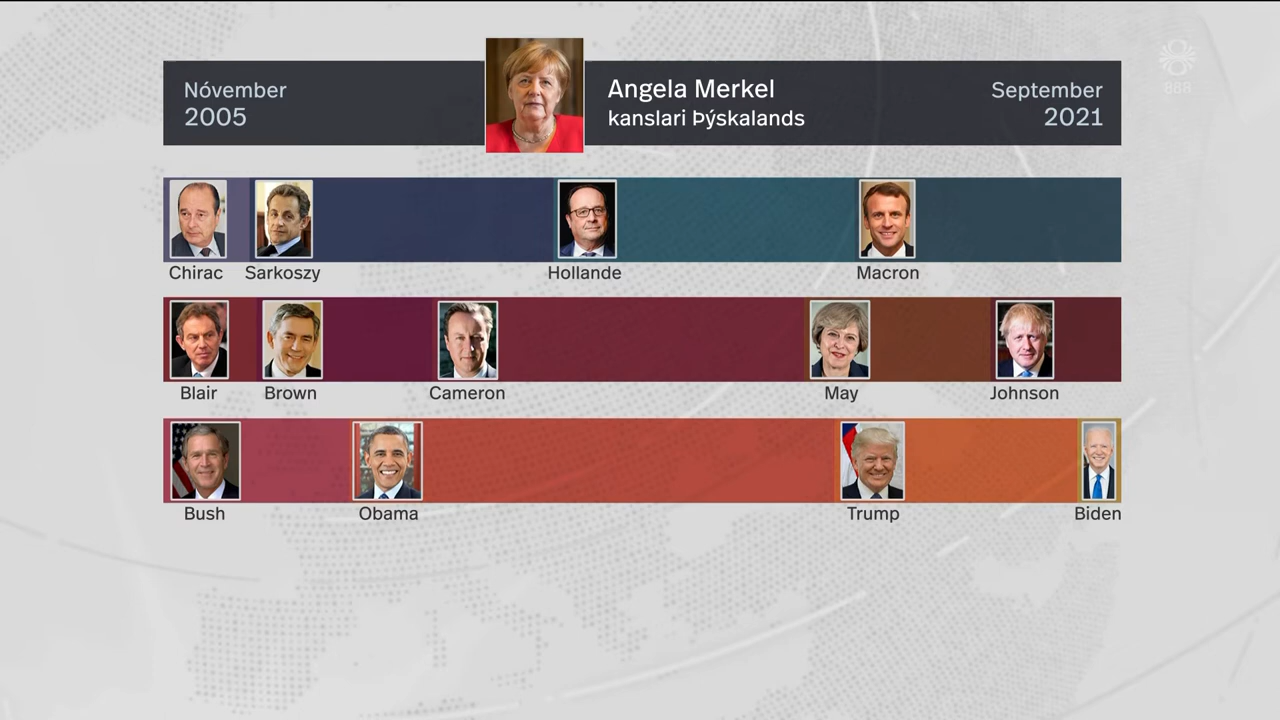 Nóvember
2005
Angela Merkel
kanslari Þýskalands
September
2021
Chirac
Sarkoszy
Hollande
Macron
Blair
Brown
Cameron
May
Johnson
Bush
Obama
Trump
Biden
888